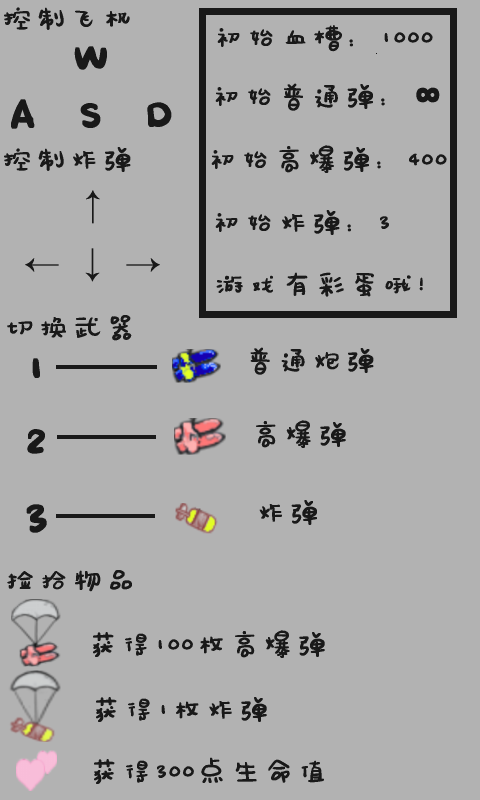 控制飞机
W
A S D
控制炸弹
↑
← ↓ →
初始血槽: 1000
初始普通弹: ∞
初始高爆弹: 400
初始炸弹: 3
游戏有彩蛋哦!
切换武器
1 普通炮弹
2 高爆弹
3 炸弹
捡拾物品
获得100枚高爆弹
获得1枚炸弹
获得300点生命值